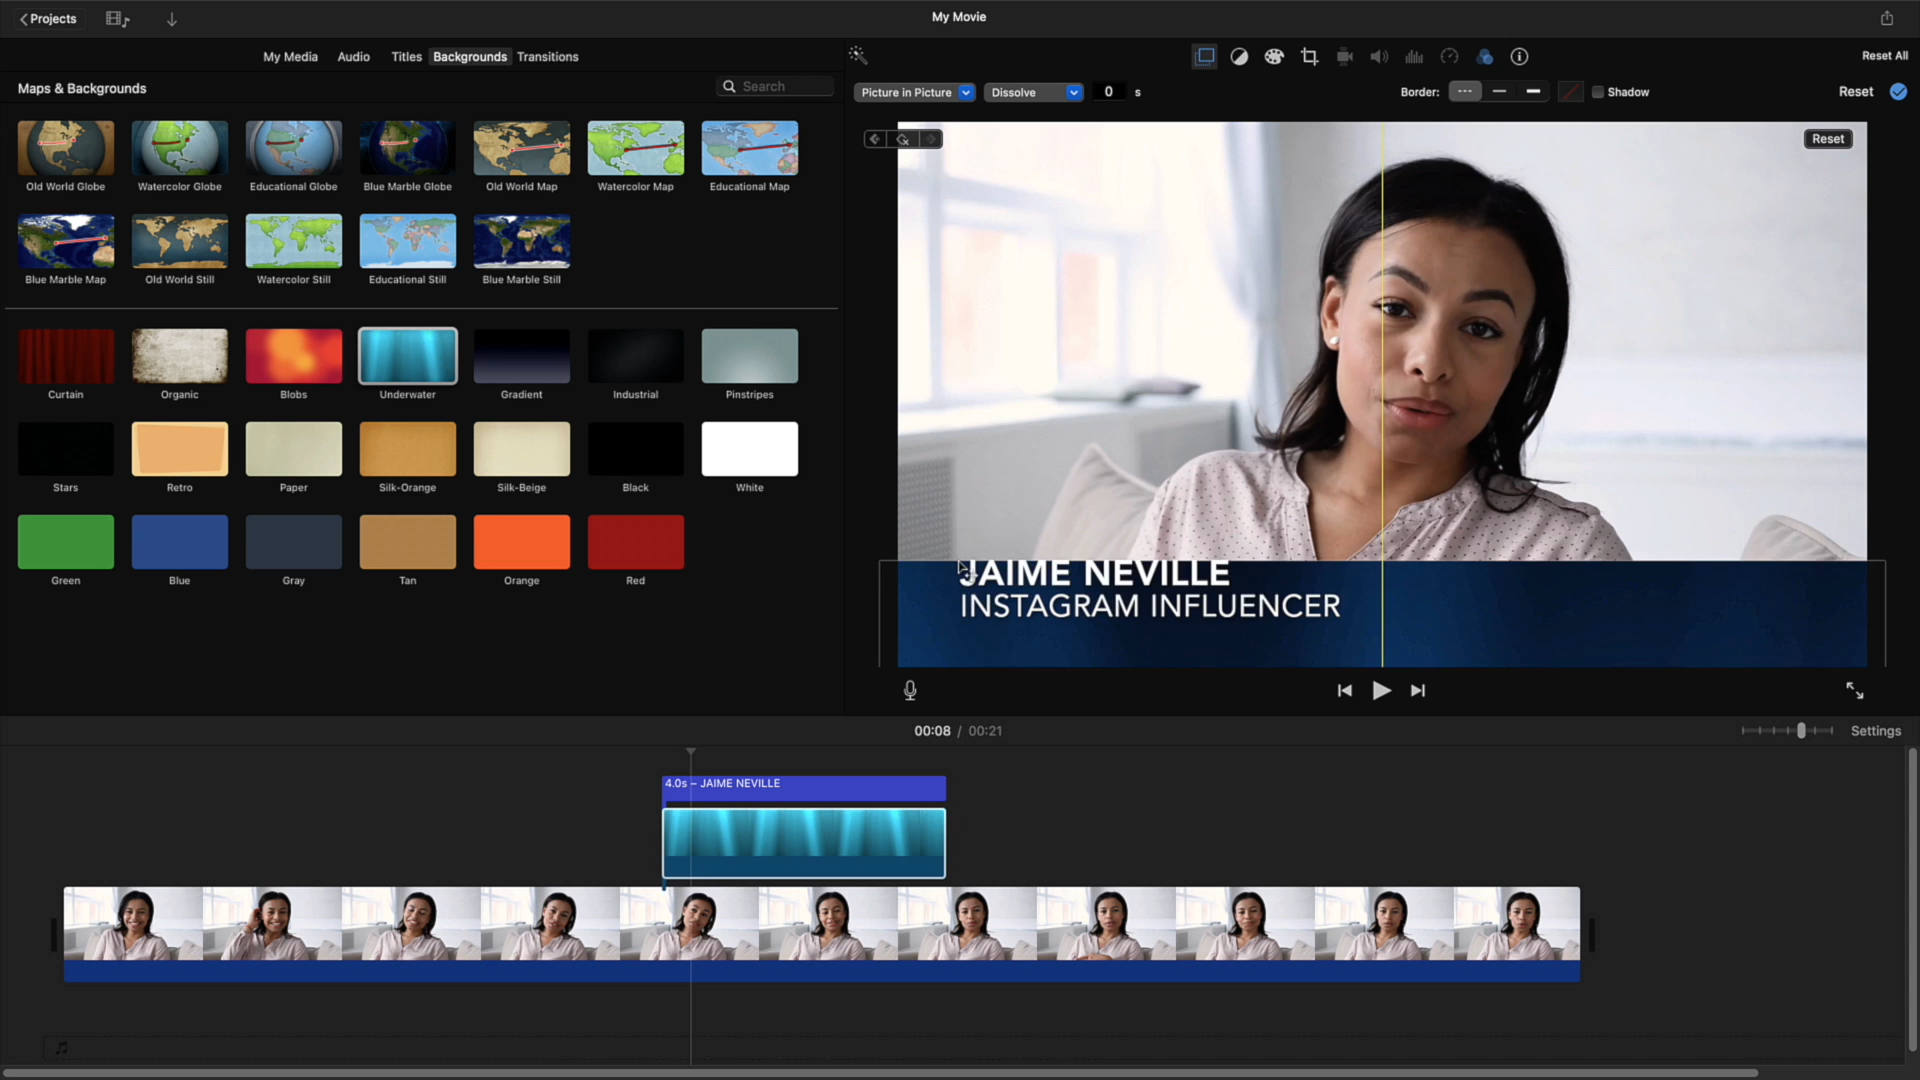 Projects
My Movie
My Media Audio Titles Backgrounds Transitions
Reset All
Maps & Backgrounds
Search
Picture in Picture
Dissolve
0 s
Border:
Shadow
Reset
Reset
Old World Globe
Watercolor Globe
Educational Globe
Blue Marble Globe
Old World Map
Watercolor Map
Educational Map
Blue Marble Map
Old World Still
Watercolor Still
Educational Still
Blue Marble Still
Curtain
Organic
Blobs
Underwater
Gradient
Industrial
Pinstripes
Stars
Retro
Paper
Silk-Orange
Silk-Beige
Black
White
Green
Blue
Gray
Tan
Orange
Red
JAIME NEVILLE
INSTAGRAM INFLUENCER
00:08 / 00:21
Settings
4.0s – JAIME NEVILLE